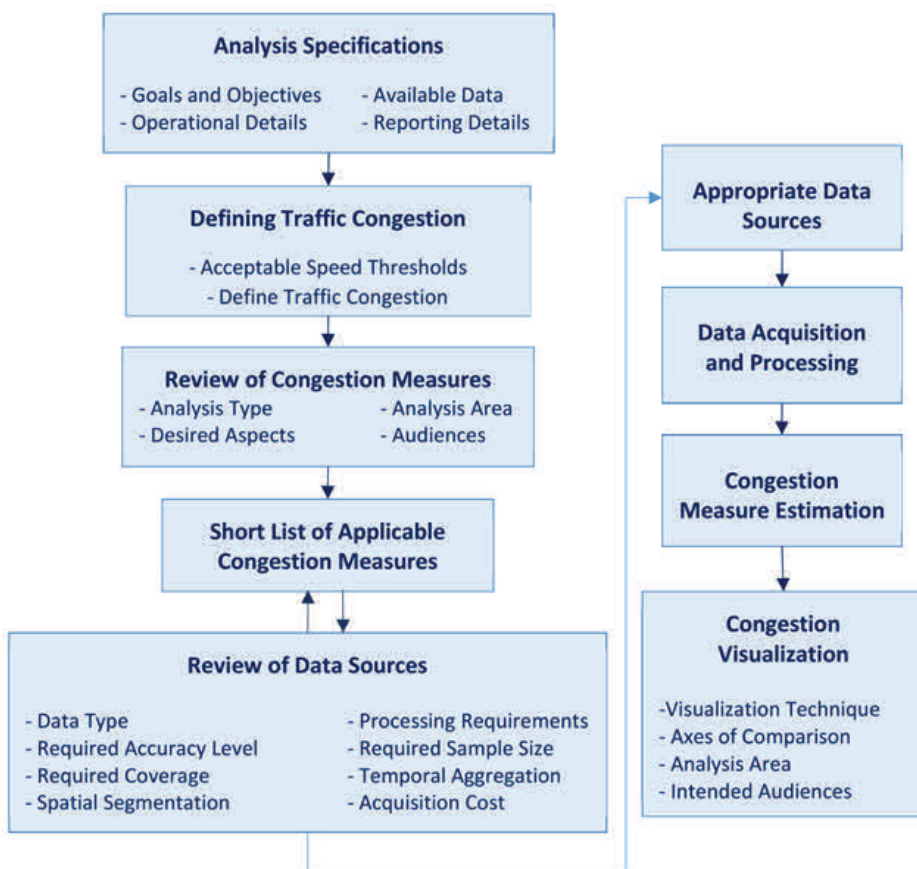 Analysis Specifications
- Goals and Objectives
- Operational Details
- Available Data
- Reporting Details
Defining Traffic Congestion
- Acceptable Speed Thresholds
- Define Traffic Congestion
Review of Congestion Measures
- Analysis Type
- Desired Aspects
- Analysis Area
- Audiences
Short List of Applicable
Congestion Measures
Review of Data Sources
- Data Type
- Required Accuracy Level
- Required Coverage
- Spatial Segmentation
- Processing Requirements
- Required Sample Size
- Temporal Aggregation
- Acquisition Cost
Appropriate Data
Sources
Data Acquisition
and Processing
Congestion
Measure Estimation
Congestion
Visualization
-Visualization Technique
- Axes of Comparison
- Analysis Area
- Intended Audiences